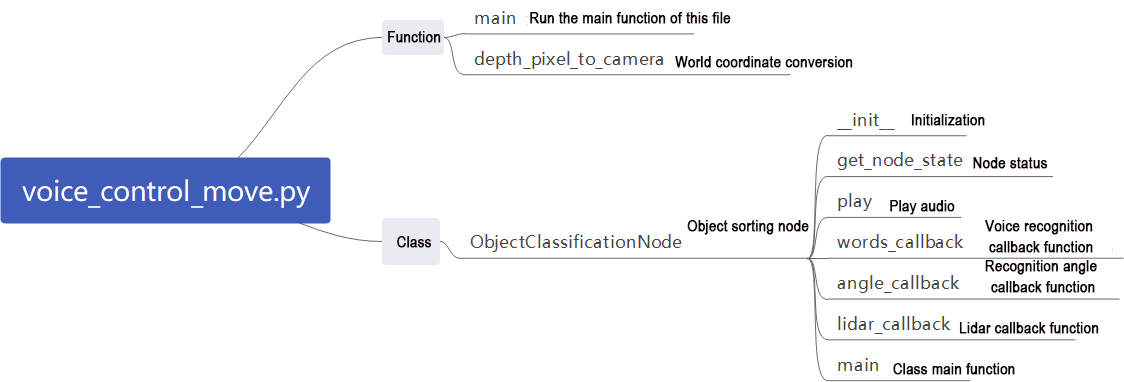 main Run the main function of this file
Function
depth_pixel_to_camera World coordinate conversion
__init__ Initialization
get_node_state Node status
voice_control_move.py
play Play audio
Class
ObjectClassificationNode Object sorting node
words_callback Voice recognition
callback function
angle_callback Recognition angle
callback function
lidar_callback Lidar callback function
main Class main function